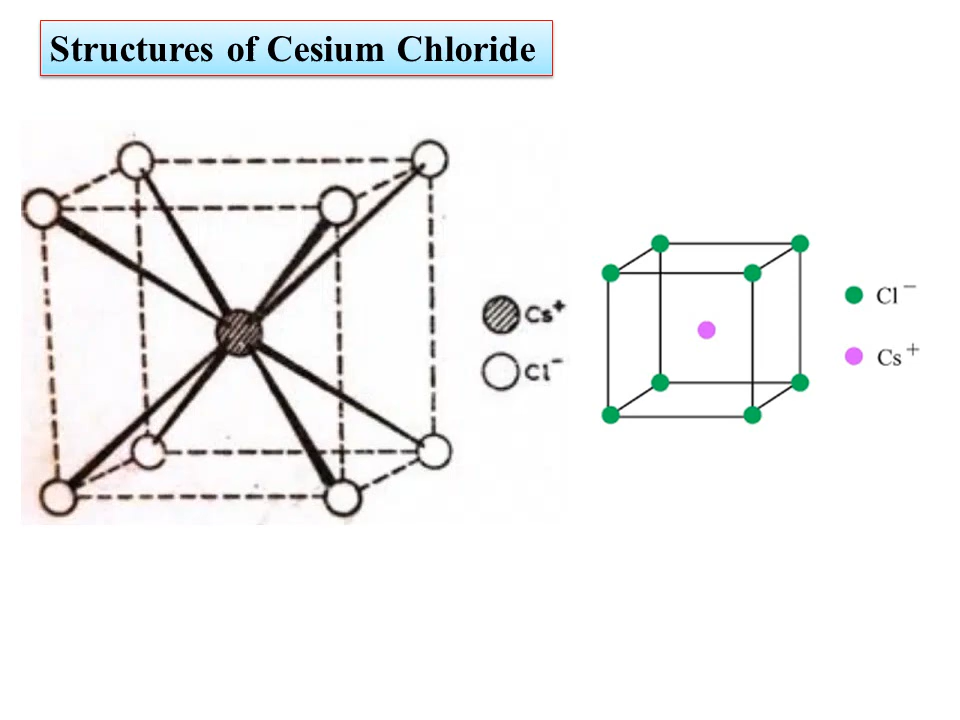 Structures of Cesium Chloride
Cs⁺
Cl⁻
Cl⁻
Cs⁺